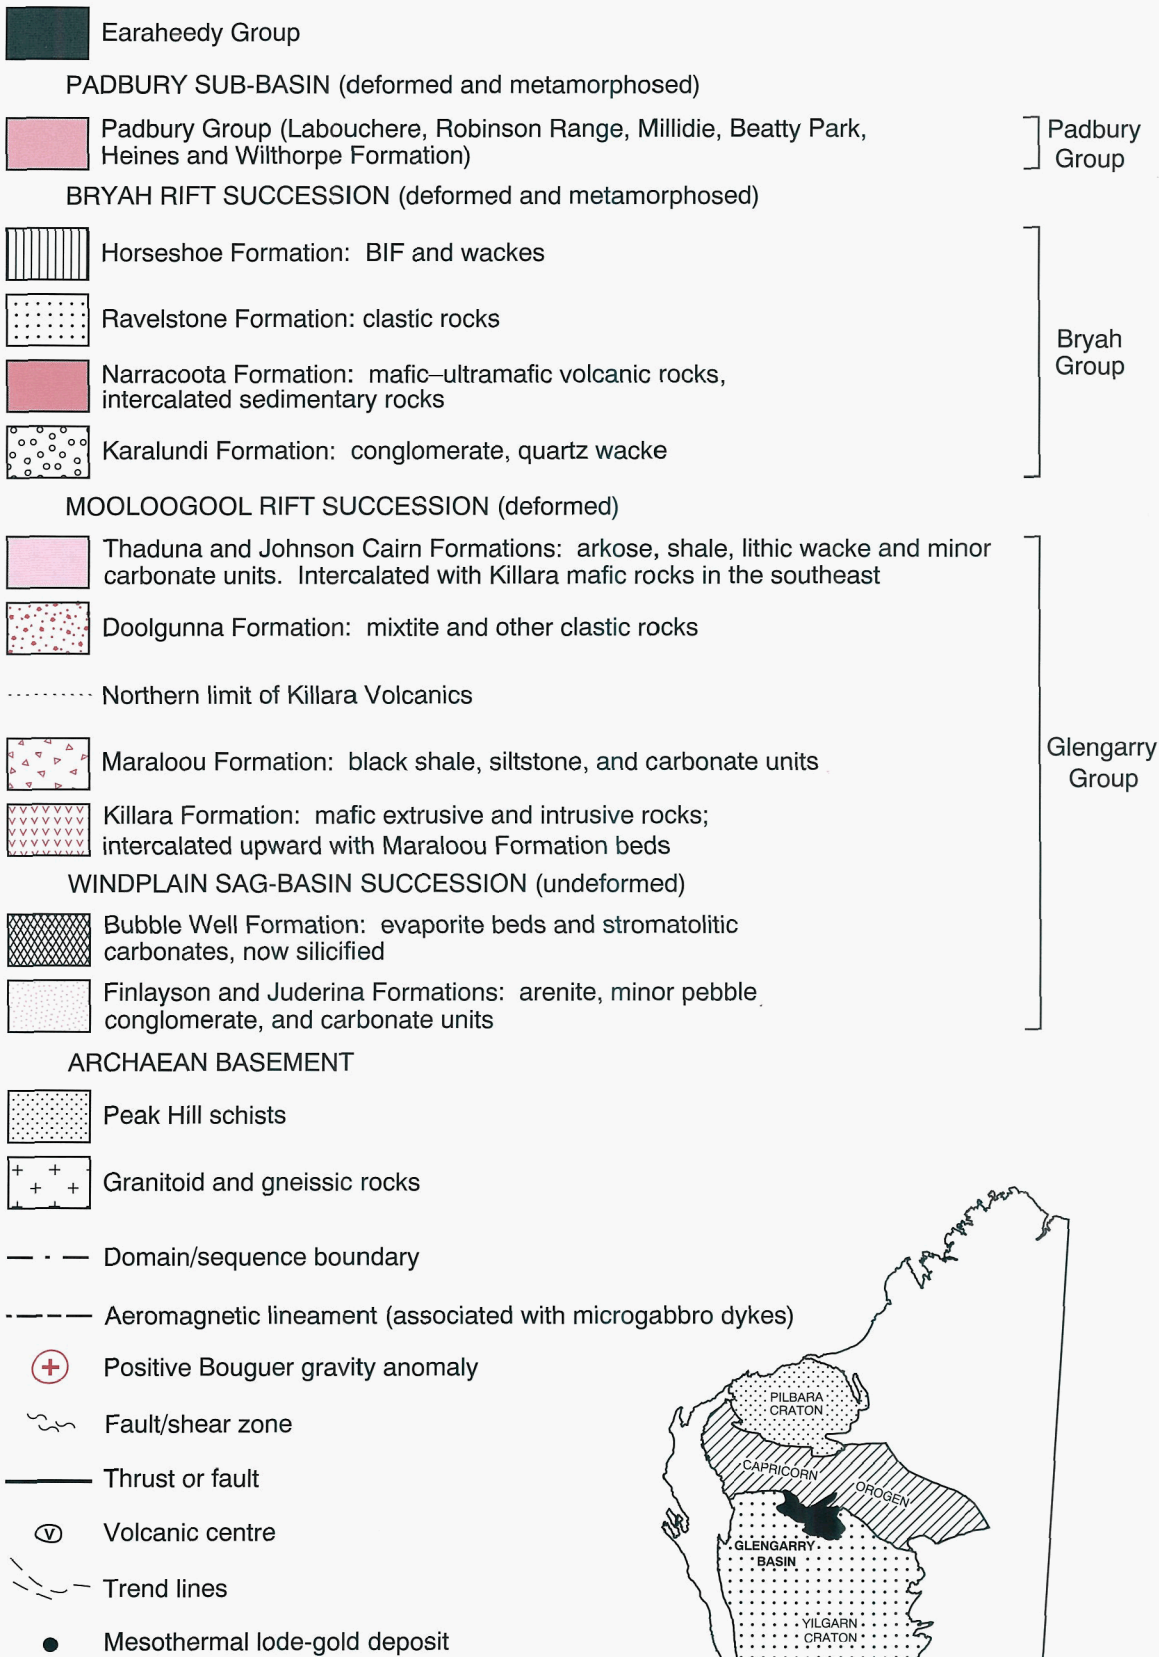 Earaheedy Group
PADBURY SUB-BASIN (deformed and metamorphosed)
Padbury Group (Labouchere, Robinson Range, Millidie, Beatty Park,
Heines and Wilthorpe Formation)
Padbury
Group
BRYAH RIFT SUCCESSION (deformed and metamorphosed)
Horseshoe Formation: BIF and wackes
Ravelstone Formation: clastic rocks
Narracoota Formation: mafic–ultramafic volcanic rocks,
intercalated sedimentary rocks
Karalundi Formation: conglomerate, quartz wacke
Bryah
Group
MOOLOOGOOL RIFT SUCCESSION (deformed)
Thaduna and Johnson Cairn Formations: arkose, shale, lithic wacke and minor
carbonate units. Intercalated with Killara mafic rocks in the southeast
Doolgunna Formation: mixtite and other clastic rocks
Northern limit of Killara Volcanics
Maraloou Formation: black shale, siltstone, and carbonate units
Killara Formation: mafic extrusive and intrusive rocks;
intercalated upward with Maraloou Formation beds
WINDPLAIN SAG-BASIN SUCCESSION (undeformed)
Bubble Well Formation: evaporite beds and stromatolitic
carbonates, now silicified
Finlayson and Juderina Formations: arenite, minor pebble
conglomerate, and carbonate units
Glengarry
Group
ARCHAEAN BASEMENT
Peak Hill schists
Granitoid and gneissic rocks
Domain/sequence boundary
Aeromagnetic lineament (associated with microgabbro dykes)
Positive Bouguer gravity anomaly
Fault/shear zone
Thrust or fault
V
Volcanic centre
Trend lines
Mesothermal lode-gold deposit
PILBARA
CRATON
CAPRICORN
OROGEN
GLENGARRY
BASIN
YILGARN
CRATON